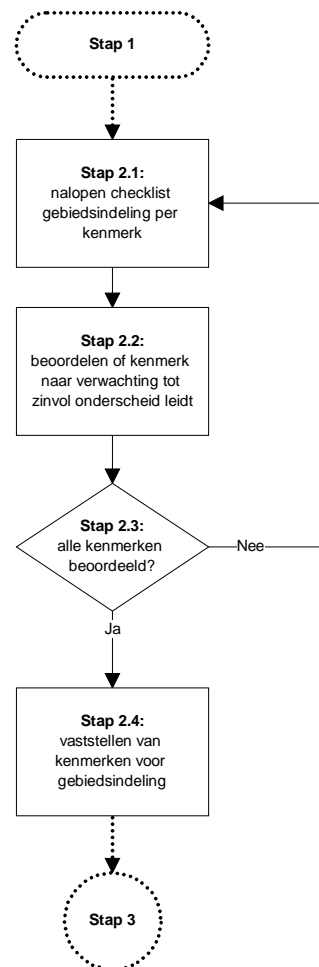 Stap 1
Stap 2.1:
nalopen checklist
gebiedsindeling per
kenmerk
Stap 2.2:
beoordelen of kenmerk
naar verwachting tot
zinvol onderscheid leidt
Stap 2.3:
alle kenmerken
beoordeeld?
Nee
Ja
Stap 2.4:
vaststellen van
kenmerken voor
gebiedsindeling
Stap 3